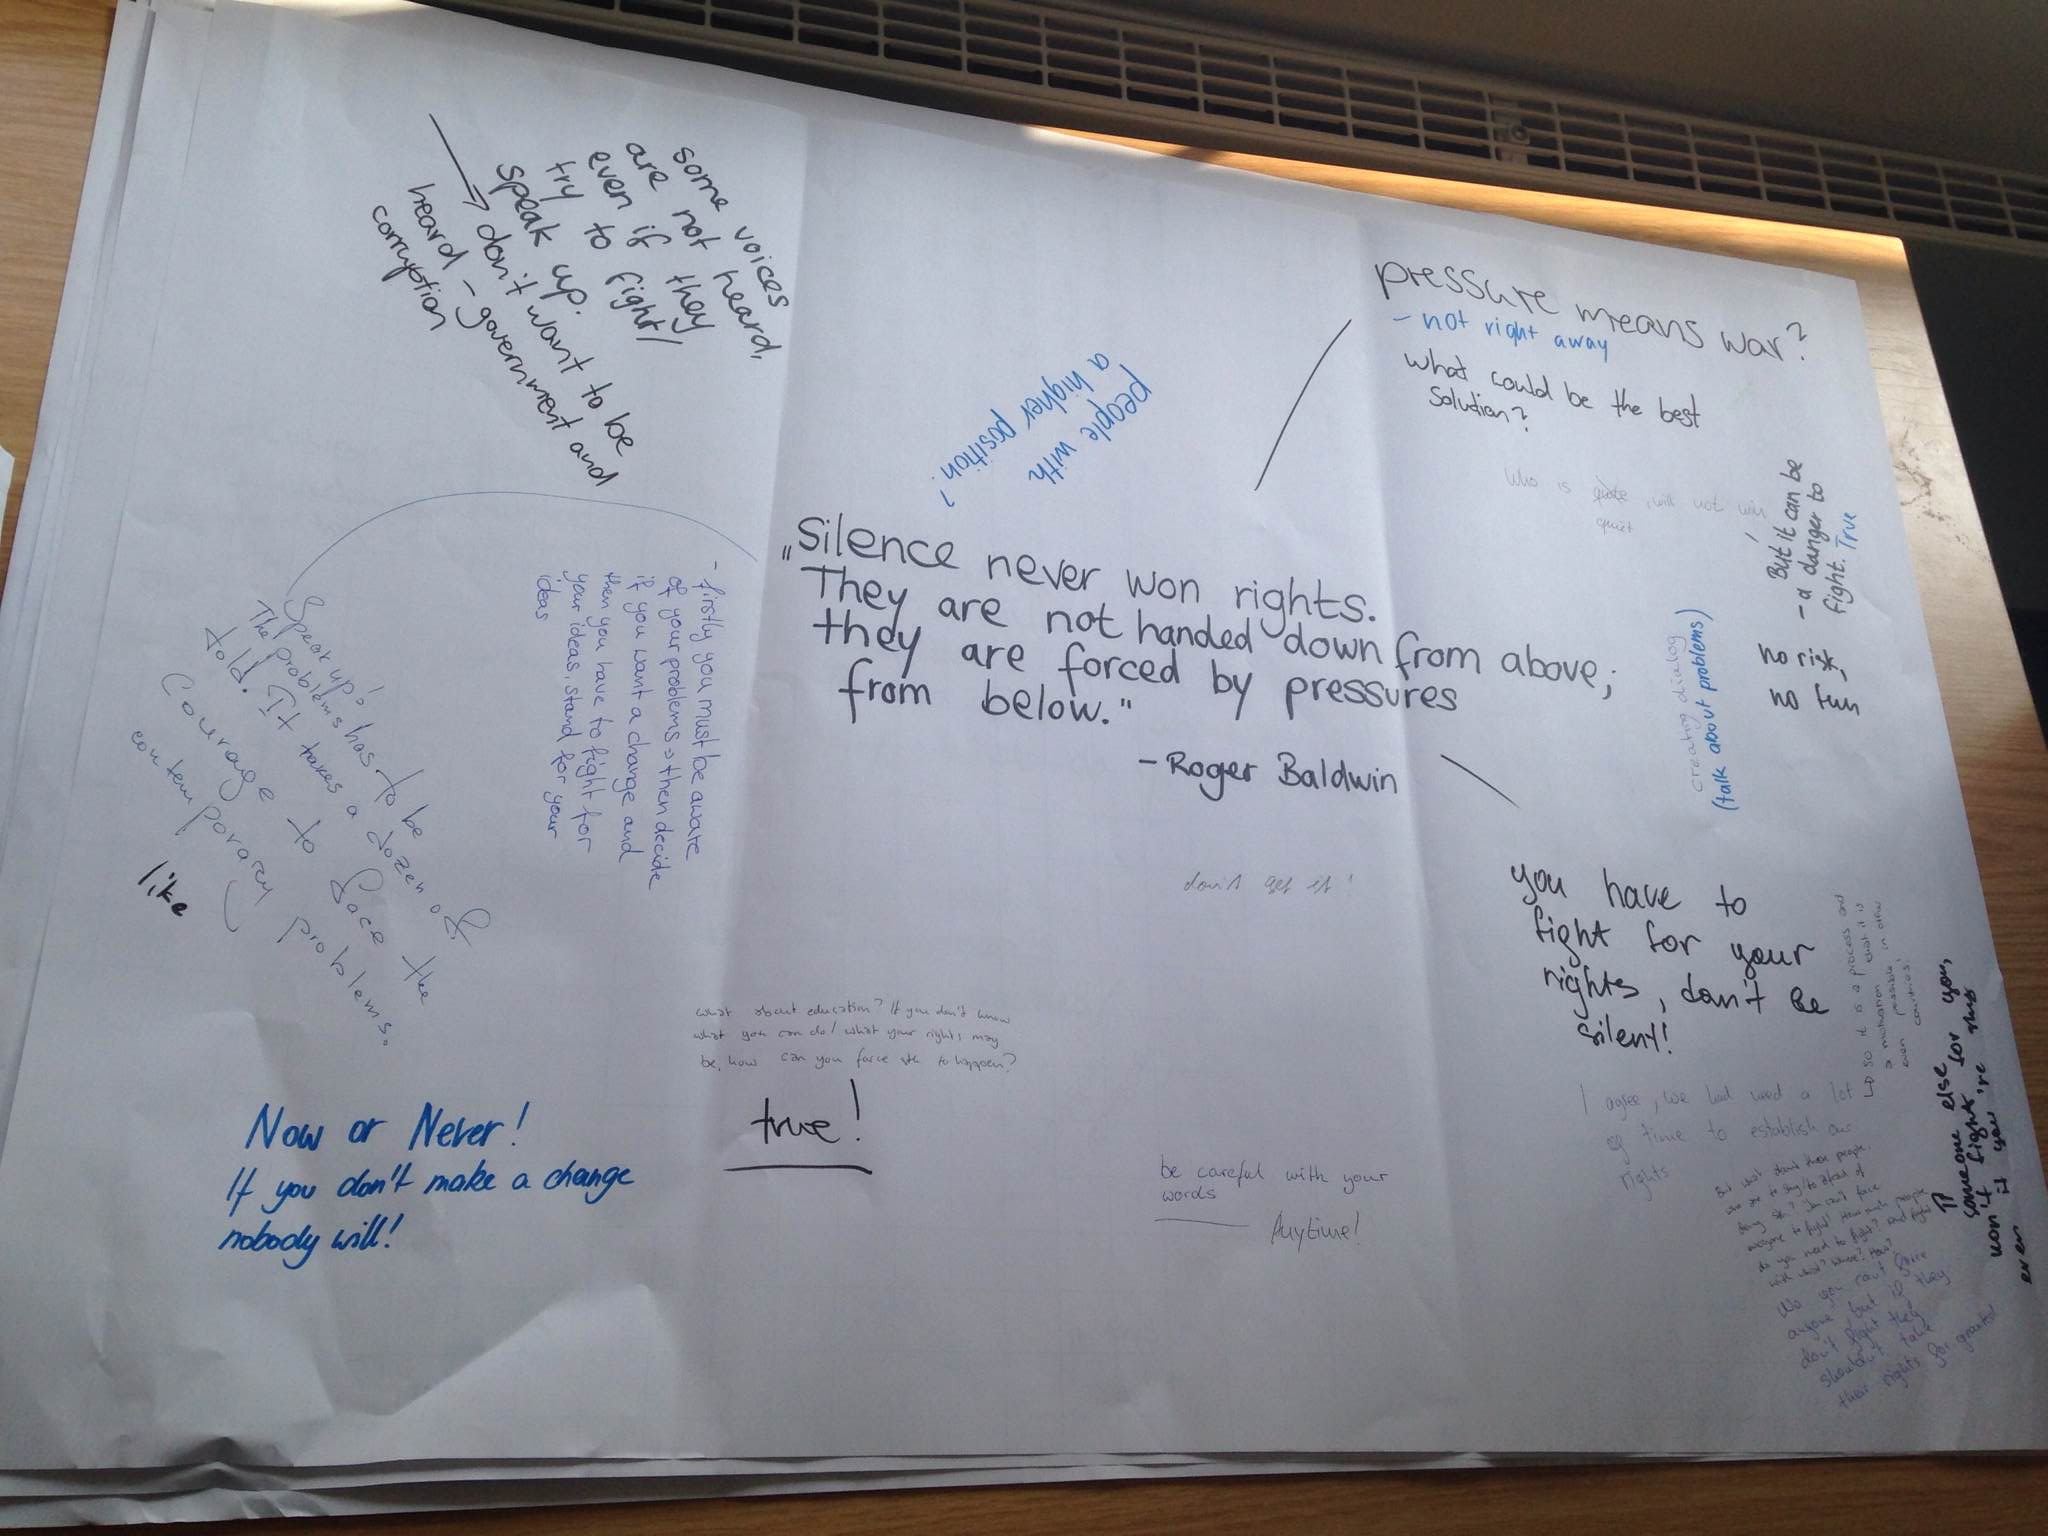 some voices
are not heard,
even if they
try to fight/
speak up.
don't want to be
heard - government and
corruption
people with
a higher position?
pressure means war?
- not right away
what could be the best
solution?
Who is quote, will not win
quiet
But it can be
- a danger to
fight. True
no risk,
no fun
creating dialog
(talk about problems)
"Silence never won rights.
They are not handed down from above;
they are forced by pressures
from below."
- Roger Baldwin
- firstly you must be aware
of your problems → then decide
if you want a change and
then you have to fight for
your ideas, stand for your
ideas
Speak up!
The problems has to be
told. It takes a dozen of
Courage to face the
contemporary problems.
like
don't get it!
you have to
fight for your
rights, don't be
silent!
↳ so it is a process and
a motivation that it is
possible in other
even countries!
I agree, we had need a lot
of time to establish our
rights
But what about those people
who are to shy/to afraid of
doing sth.? You can't force
everyone to fight! How much people
do you need to fight? And fight
with what? Where? How?
No you can't force
anyone, but if they
don't fight they
shouldn't take
their rights for granted
someone else for you,
won't fight
if you're
even
what about education? If you don't know
what you can do/what your rights may
be, how can you force sth to happen?
true!
be careful with your
words
Anytime!
Now or Never!
If you don't make a change
nobody will!